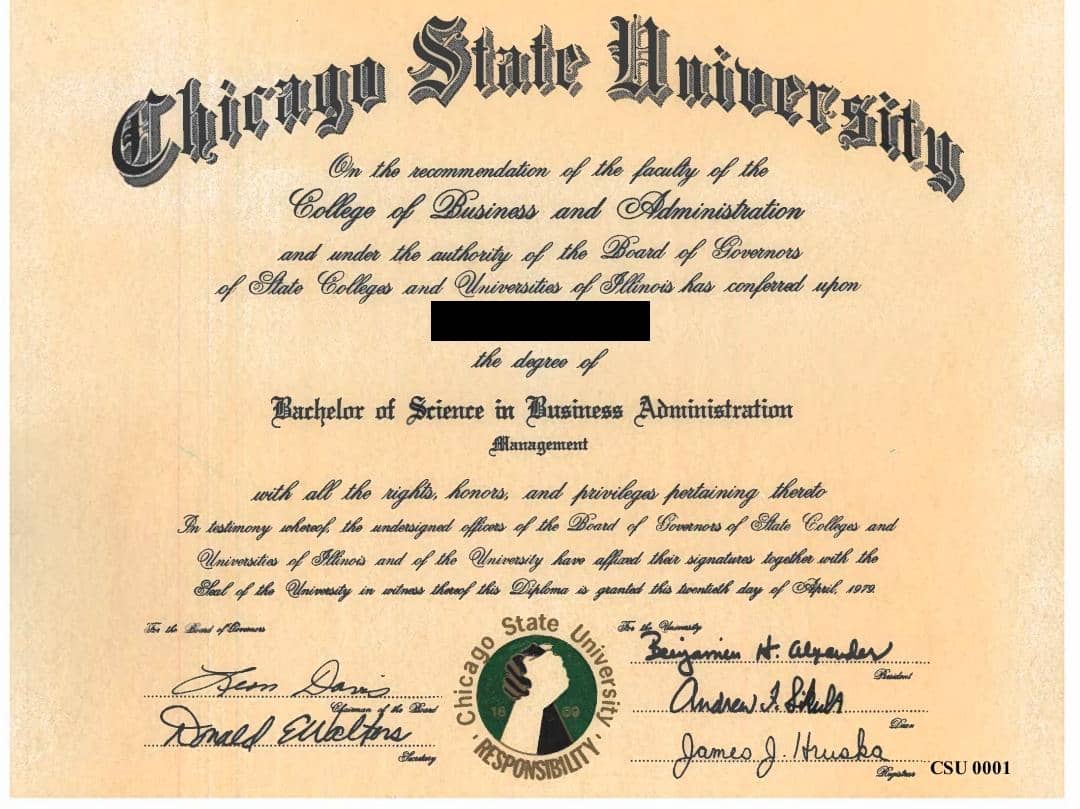 Chicago State University
On the recommendation of the faculty of the
College of Business and Administration
and under the authority of the Board of Governors
of State Colleges and Universities of Illinois has conferred upon
the degree of
Bachelor of Science in Business Administration
Management
with all the rights, honors, and privileges pertaining thereto
In testimony whereof, the undersigned officers of the Board of Governors of State Colleges and
Universities of Illinois and of the University have affixed their signatures together with the
Seal of the University in witness thereof this Diploma is granted this twentieth day of April, 1979.
For the Board of Governors
Leon Davis
Chairman of the Board
Donald E Walters
Secretary
Chicago State University
18 69
RESPONSIBILITY
For the University
Benjamin H. Alexander
President
Andrew F. Sikula
Dean
James J. Hruska
Registrar
CSU 0001